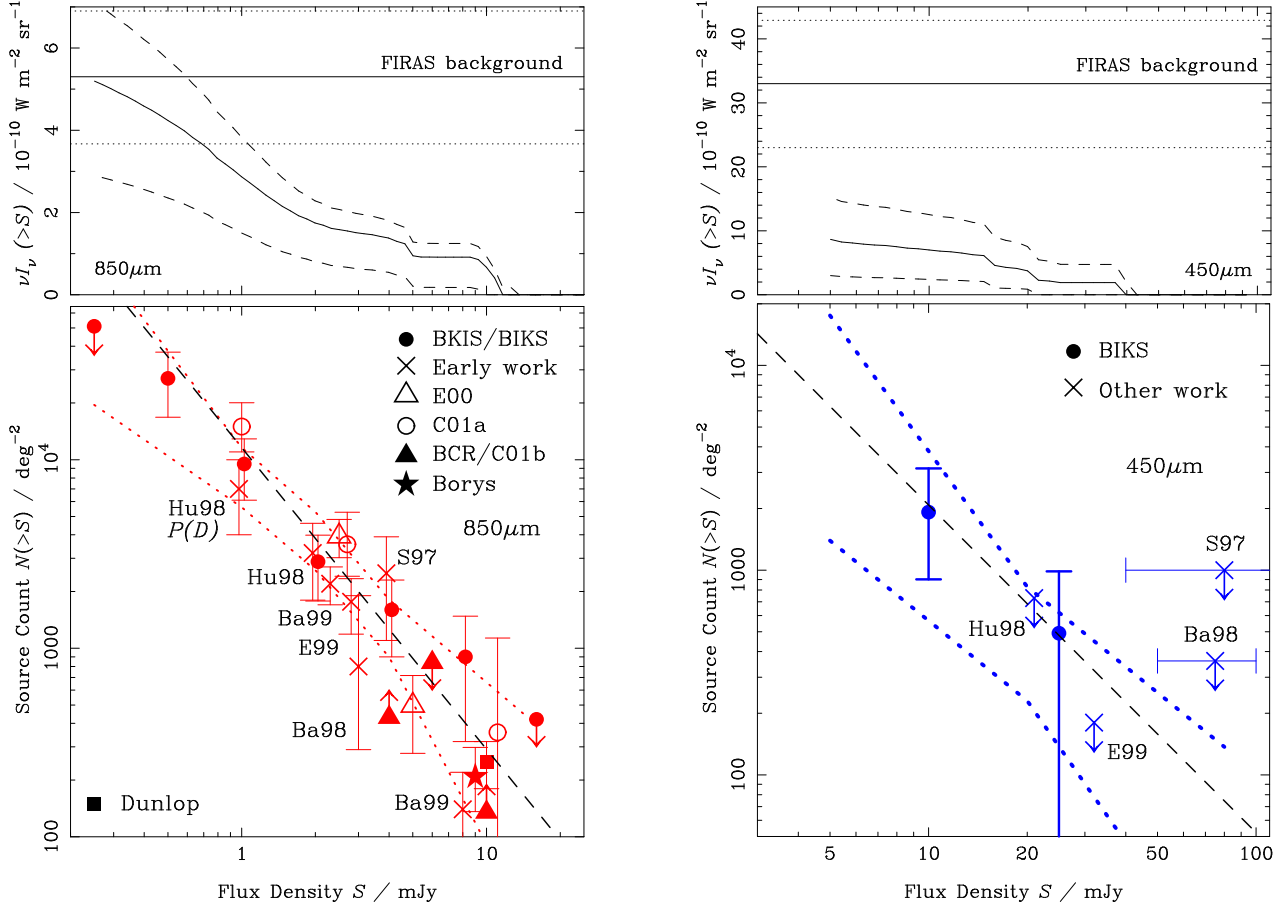 νI_ν (>S) / 10⁻¹⁰ W m⁻² sr⁻¹
6
4
2
0
FIRAS background
850μm
Source Count N(>S) / deg⁻²
10⁴
1000
100
BKIS/BIKS
Early work
E00
C01a
BCR/C01b
Borys
850μm
Hu98
P(D)
S97
Hu98
Ba99
E99
Ba98
Ba99
Dunlop
1
10
Flux Density S / mJy
νI_ν (>S) / 10⁻¹⁰ W m⁻² sr⁻¹
40
30
20
10
0
FIRAS background
450μm
Source Count N(>S) / deg⁻²
10⁴
1000
100
BIKS
Other work
450μm
S97
Hu98
Ba98
E99
5
10
20
50
100
Flux Density S / mJy